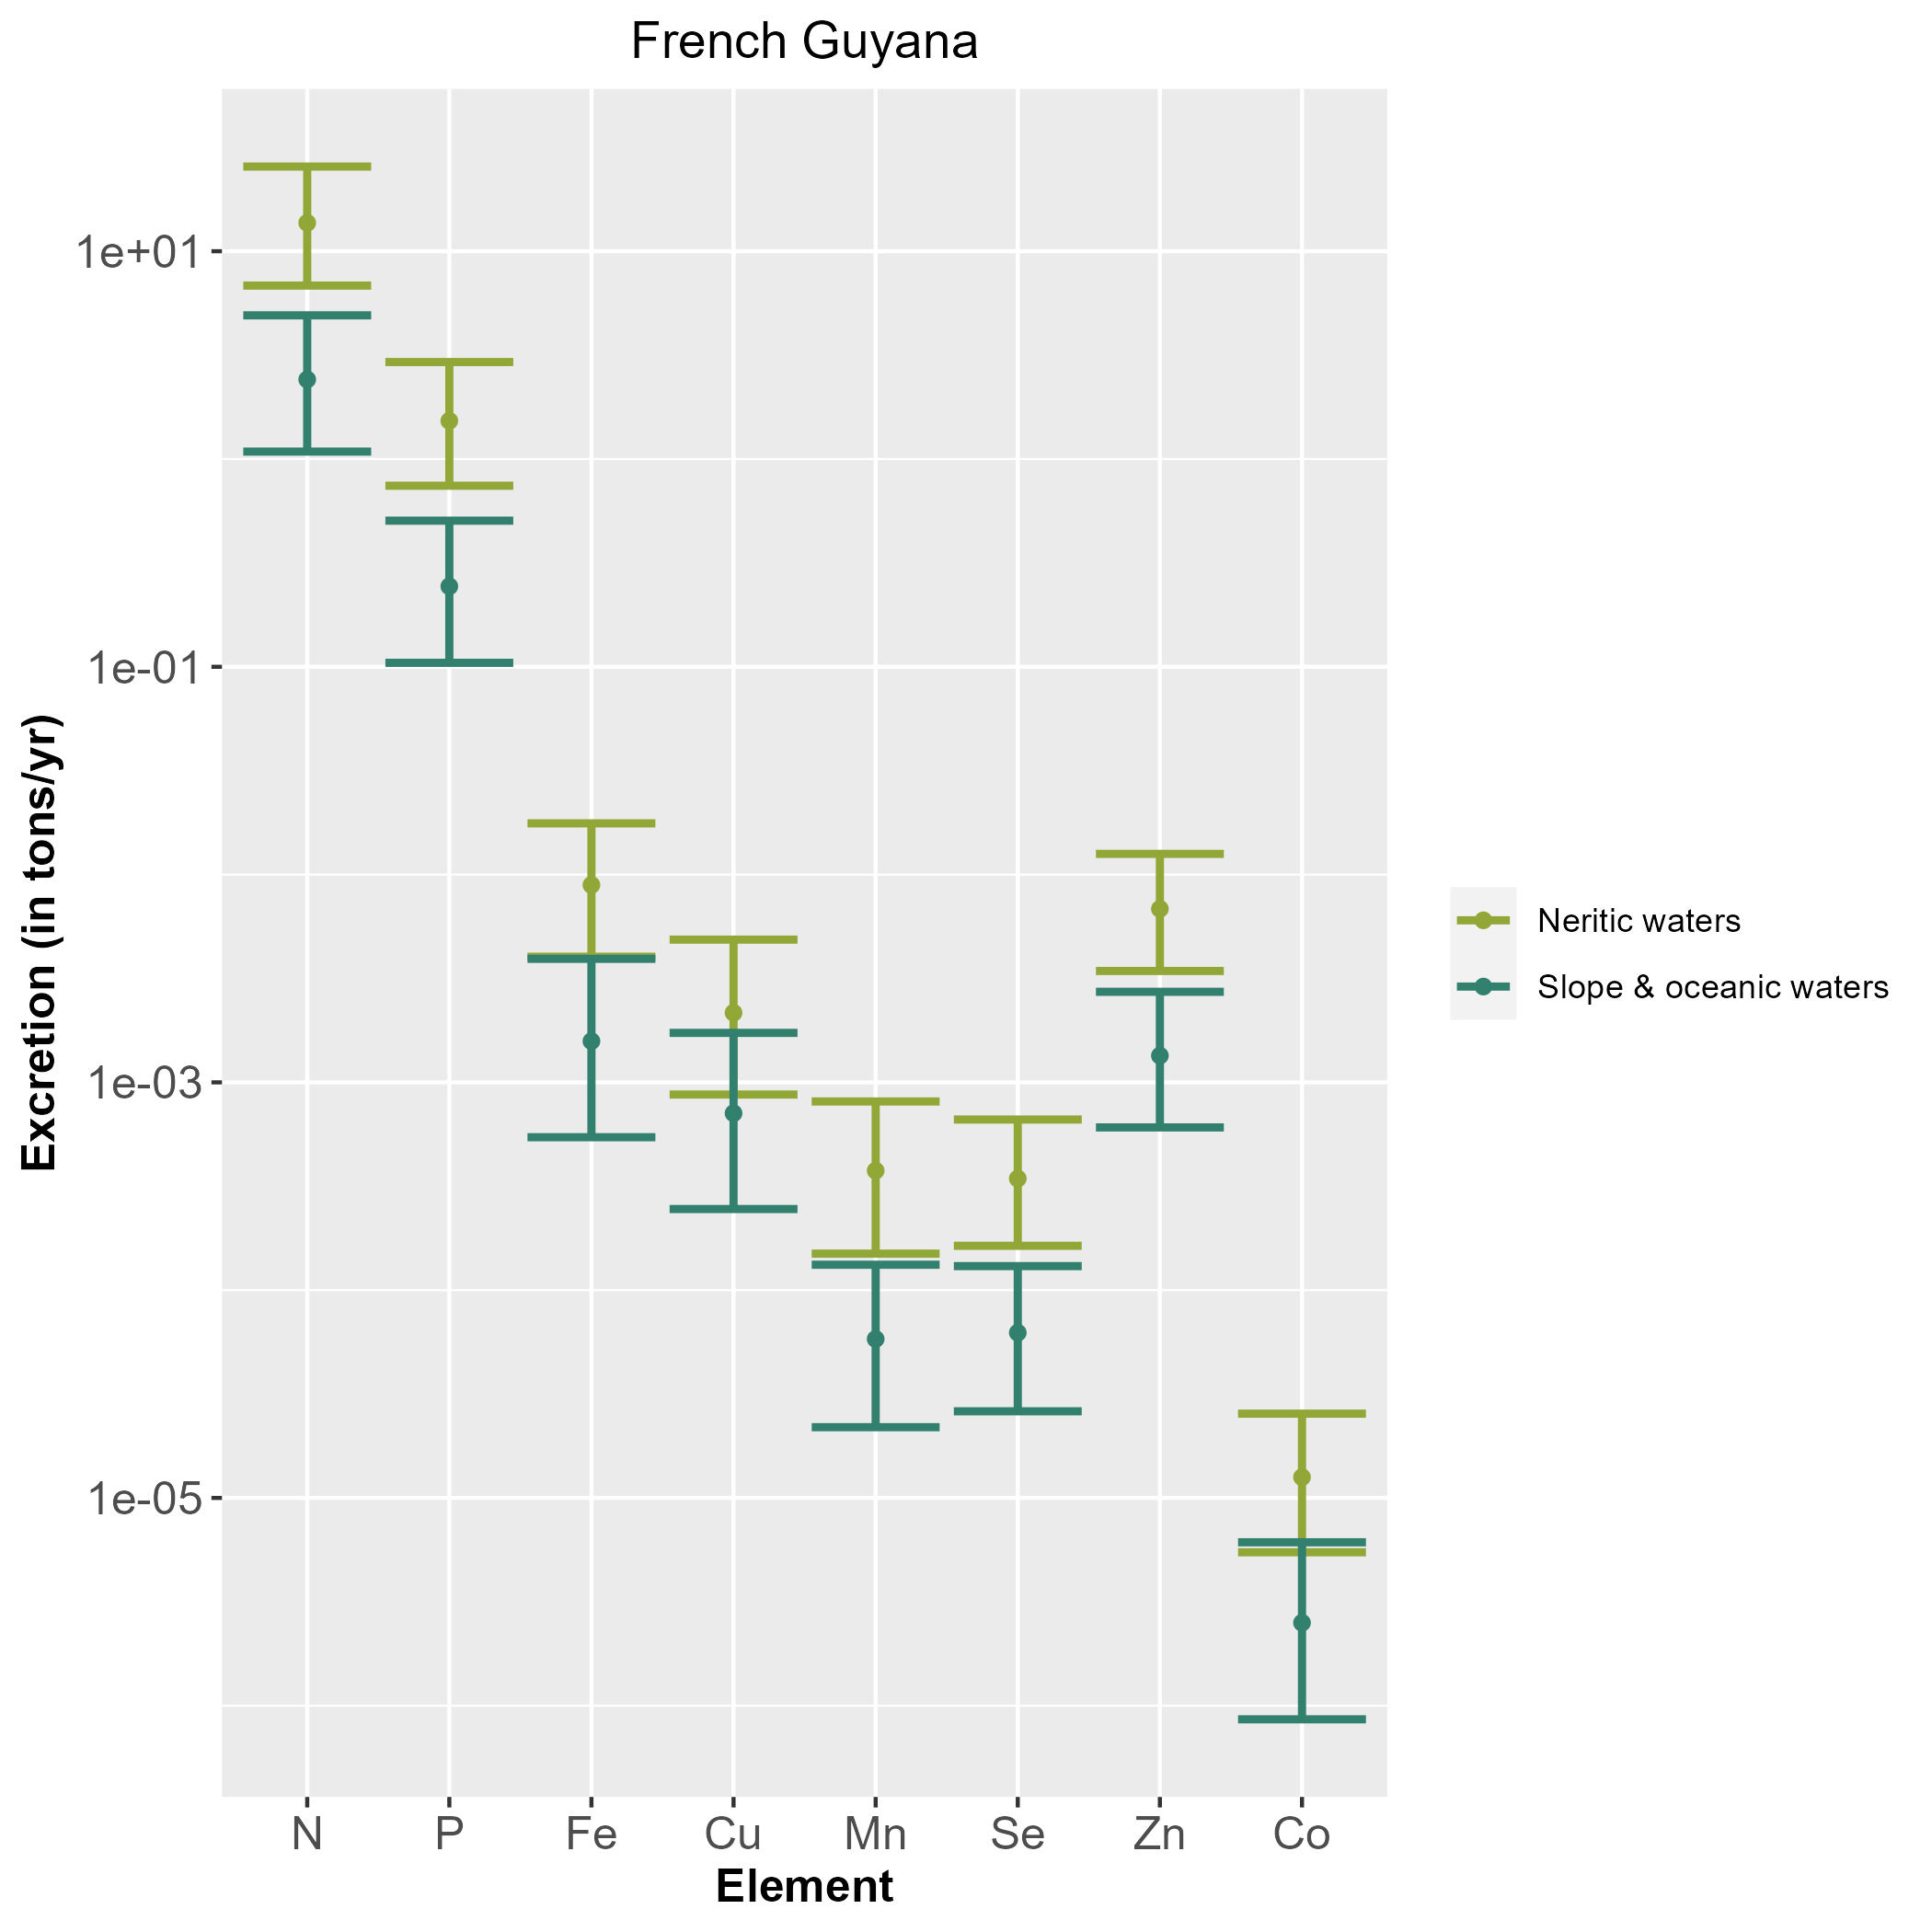 French Guyana
1e+01
1e-01
1e-03
1e-05
Excretion (in tons/yr)
N P Fe Cu Mn Se Zn Co
Element
Neritic waters
Slope & oceanic waters